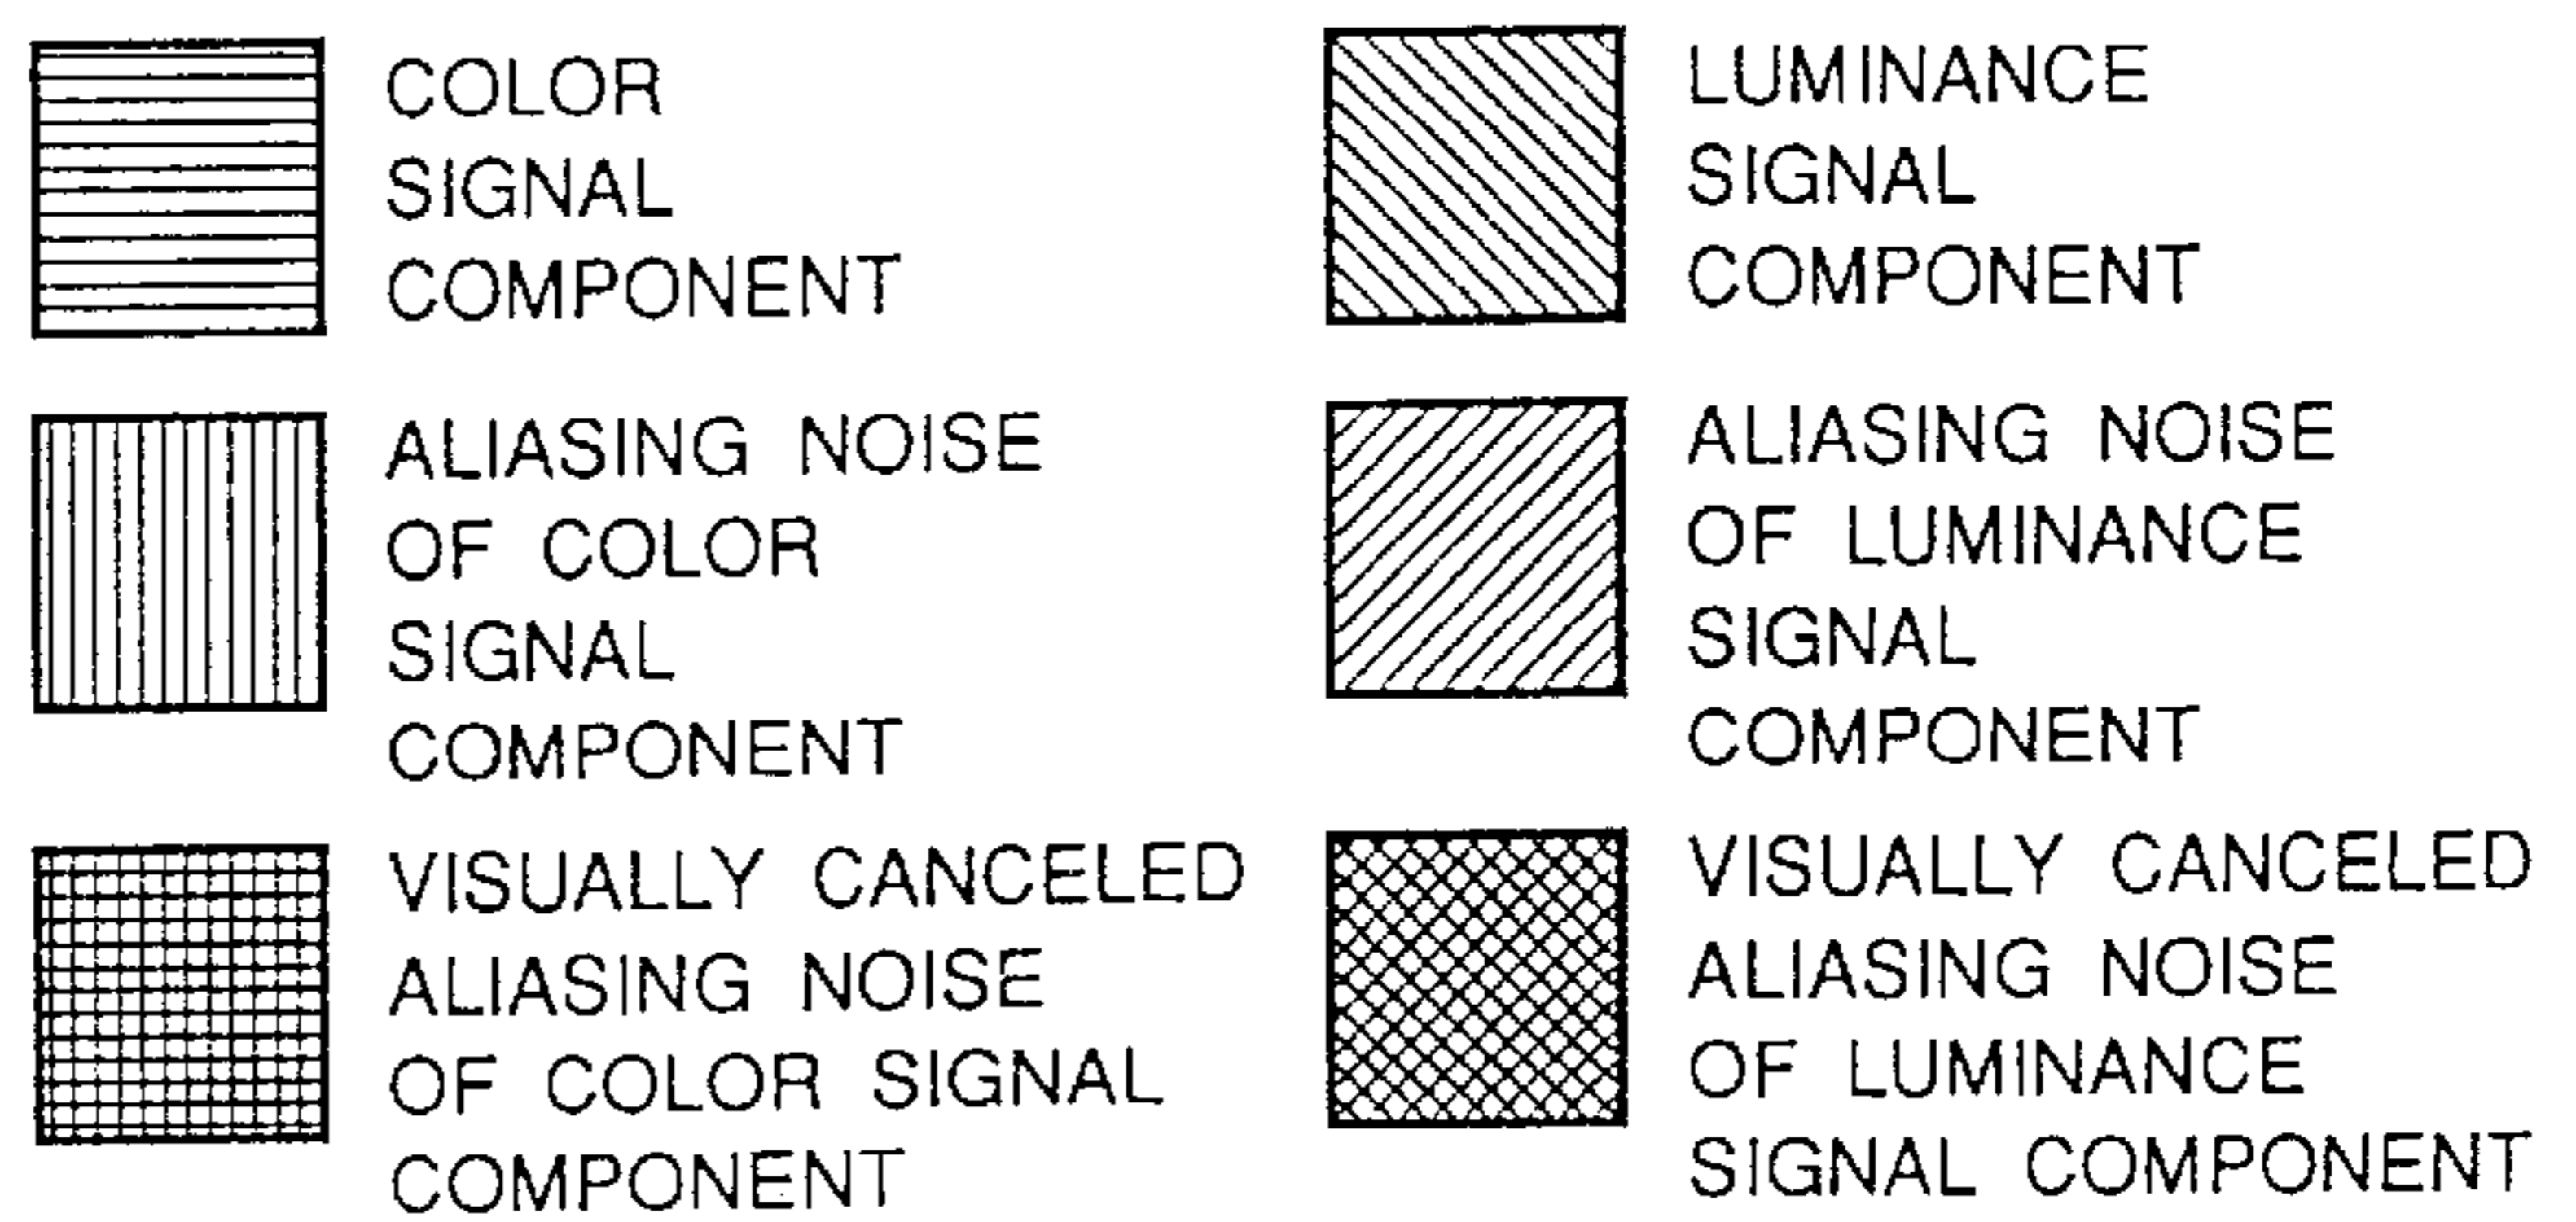 COLOR
SIGNAL
COMPONENT
ALIASING NOISE
OF COLOR
SIGNAL
COMPONENT
VISUALLY CANCELED
ALIASING NOISE
OF COLOR SIGNAL
COMPONENT
LUMINANCE
SIGNAL
COMPONENT
ALIASING NOISE
OF LUMINANCE
SIGNAL
COMPONENT
VISUALLY CANCELED
ALIASING NOISE
OF LUMINANCE
SIGNAL COMPONENT